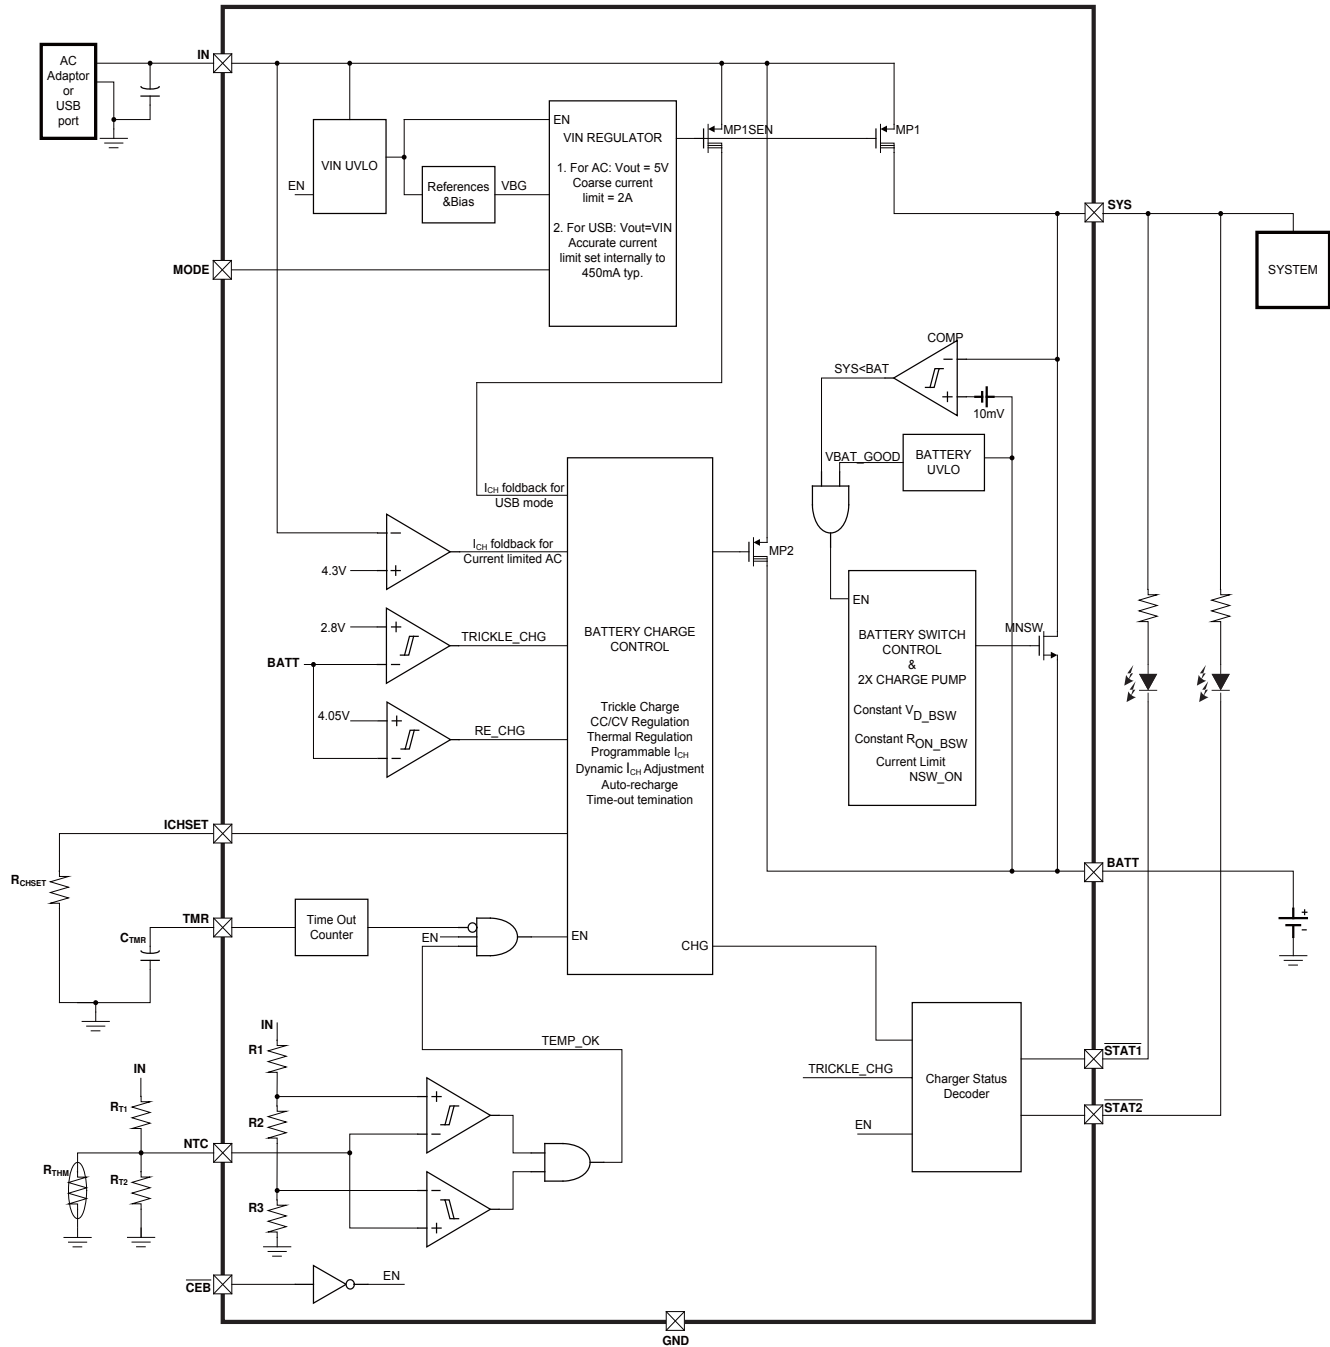 IN
AC
Adaptor
or
USB
port
VIN UVLO
EN
References
&Bias
VBG
EN
VIN REGULATOR
1. For AC: Vout = 5V
Coarse current
limit = 2A
2. For USB: Vout=VIN
Accurate current
limit set internally to
450mA typ.
MP1SEN
MP1
SYS
SYSTEM
MODE
COMP
SYS<BAT
−
+
10mV
VBAT_GOOD
BATTERY
UVLO
ICH foldback for
USB mode
−
ICH foldback for
Current limited AC
4.3V
+
MP2
2.8V
+
TRICKLE_CHG
BATT
−
4.05V
+
RE_CHG
−
BATTERY CHARGE
CONTROL
Trickle Charge
CC/CV Regulation
Thermal Regulation
Programmable ICH
Dynamic ICH Adjustment
Auto-recharge
Time-out temination
EN
BATTERY SWITCH
CONTROL
&
2X CHARGE PUMP
Constant VD_BSW
Constant RON_BSW
Current Limit
NSW_ON
MNSW
ICHSET
RCHSET
BATT
+
-
TMR
CTMR
Time Out
Counter
EN
EN
CHG
IN
R1
TEMP_OK
IN
RT1
R2
+
−
NTC
RTHM
RT2
R3
−
+
TRICKLE_CHG
EN
Charger Status
Decoder
STAT1
STAT2
CEB
EN
GND